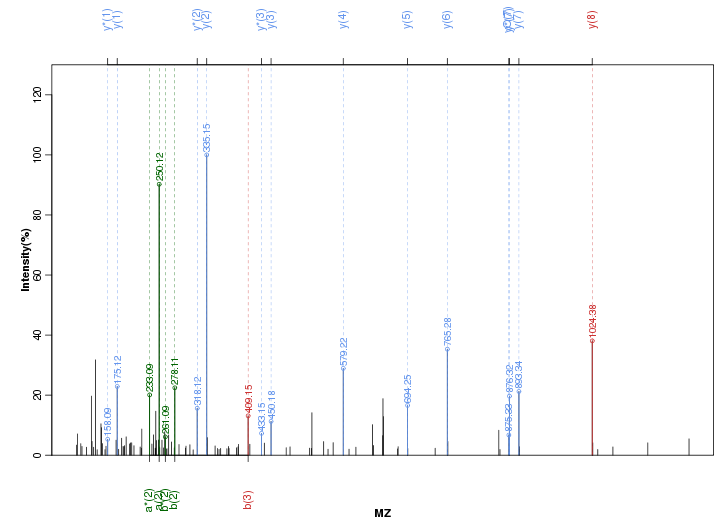 y*(1)
y(1)
y*(2)
y(2)
y*(3)
y(3)
y(4)
y(5)
y(6)
y(7)
y(8)
Intensity(%)
0
20
40
60
80
100
120
158.09
175.12
233.09
250.12
261.09
278.11
318.12
335.15
409.15
433.15
450.18
579.22
694.25
765.28
875.33
876.32
893.34
1024.38
a*(2)
a(2)
b*(2)
b(2)
b(3)
MZ